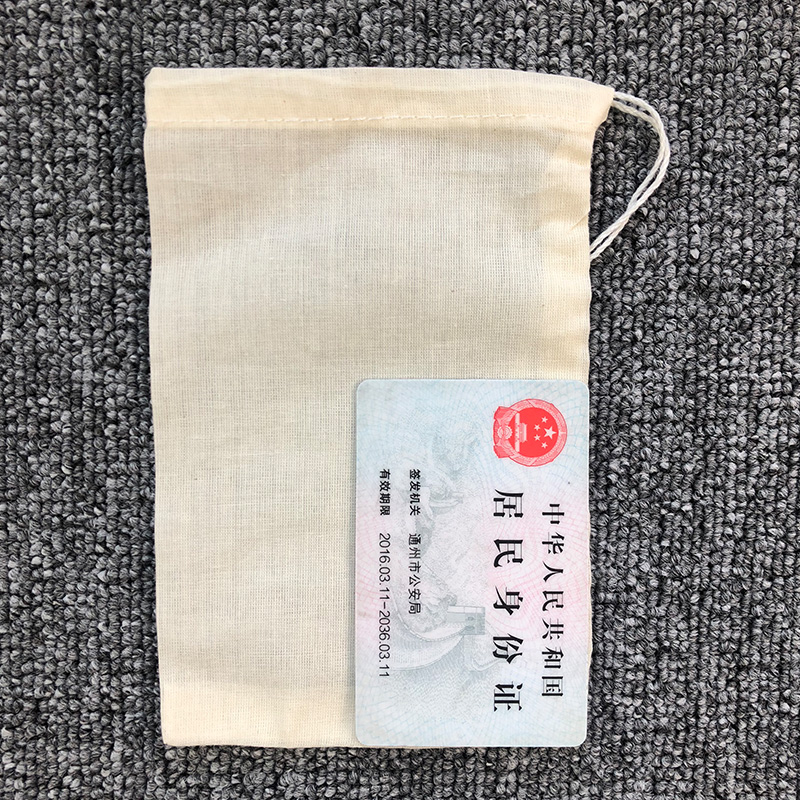 中华人民共和国
居民身份证
签发机关 通州市公安局
有效期限 2016.03.11-2036.03.11